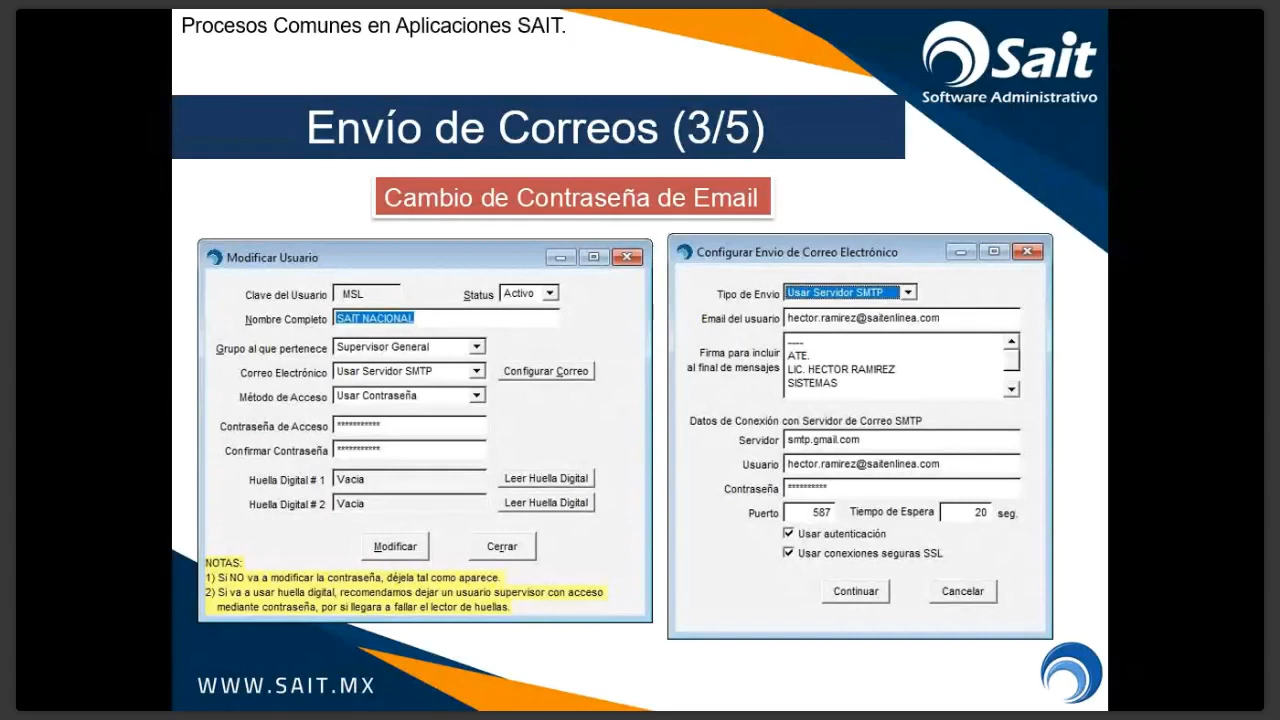 Procesos Comunes en Aplicaciones SAIT.
Sait
Software Administrativo
Envío de Correos (3/5)
Cambio de Contraseña de Email
Modificar Usuario
Clave del Usuario MSL Status Activo
Nombre Completo SAIT NACIONAL
Grupo al que pertenece Supervisor General
Correo Electrónico Usar Servidor SMTP Configurar Correo
Método de Acceso Usar Contraseña
Contraseña de Acceso ***********
Confirmar Contraseña ***********
Huella Digital # 1 Vacia Leer Huella Digital
Huella Digital # 2 Vacia Leer Huella Digital
Modificar Cerrar
NOTAS:
1) Si NO va a modificar la contraseña, déjela tal como aparece.
2) Si va a usar huella digital, recomendamos dejar un usuario supervisor con acceso
mediante contraseña, por si llegara a fallar el lector de huellas.
Configurar Envio de Correo Electrónico
Tipo de Envio Usar Servidor SMTP
Email del usuario hector.ramirez@saitenlinea.com
Firma para incluir
al final de mensajes
----
ATE.
LIC. HECTOR RAMIREZ
SISTEMAS
Datos de Conexión con Servidor de Correo SMTP
Servidor smtp.gmail.com
Usuario hector.ramirez@saitenlinea.com
Contraseña **********
Puerto 587 Tiempo de Espera 20 seg.
Usar autenticación
Usar conexiones seguras SSL
Continuar Cancelar
WWW.SAIT.MX